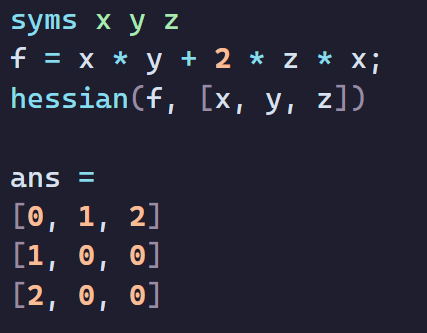 syms x y z
f = x * y + 2 * z * x;
hessian(f, [x, y, z])
ans =
[0, 1, 2]
[1, 0, 0]
[2, 0, 0]